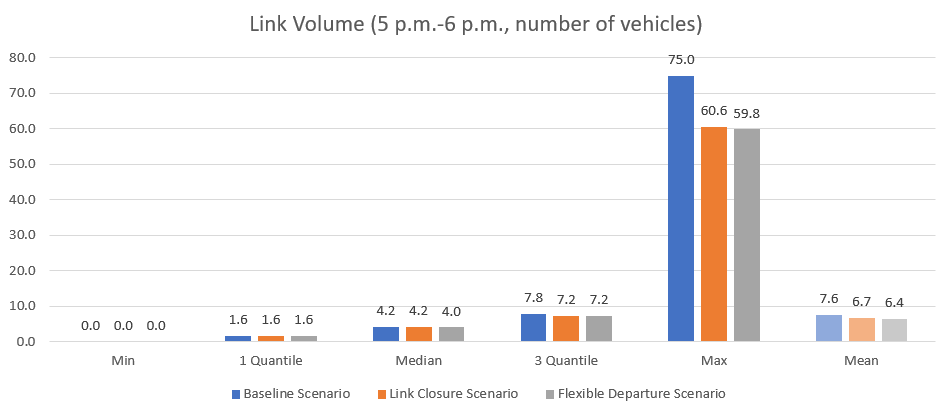 Link Volume (5 p.m.-6 p.m., number of vehicles)
80.0
70.0
60.0
50.0
40.0
30.0
20.0
10.0
0.0
0.0 0.0 0.0
1.6 1.6 1.6
4.2 4.2 4.0
7.8 7.2 7.2
75.0 60.6 59.8
7.6 6.7 6.4
Min 1 Quantile Median 3 Quantile Max Mean
Baseline Scenario Link Closure Scenario Flexible Departure Scenario